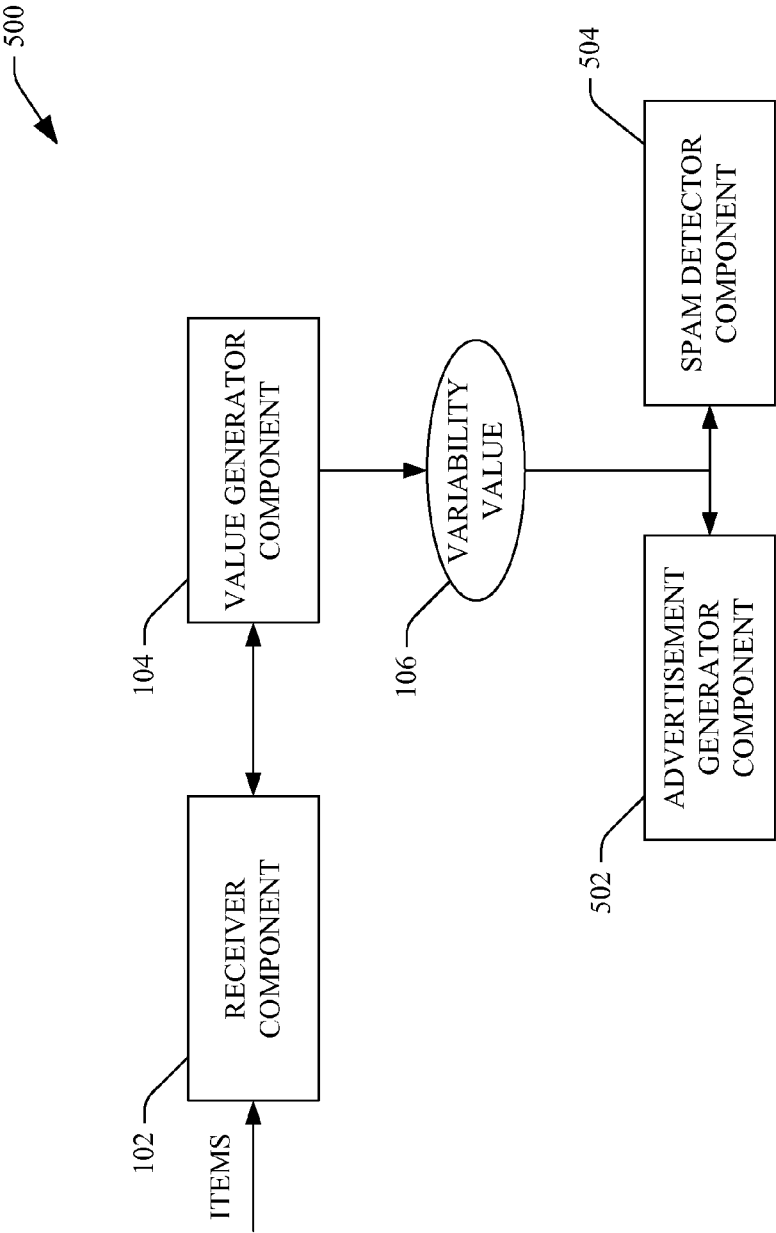 500
102
104
ITEMS
RECEIVER
COMPONENT
VALUE GENERATOR
COMPONENT
106
VARIABILITY
VALUE
502
504
ADVERTISEMENT
GENERATOR
COMPONENT
SPAM DETECTOR
COMPONENT